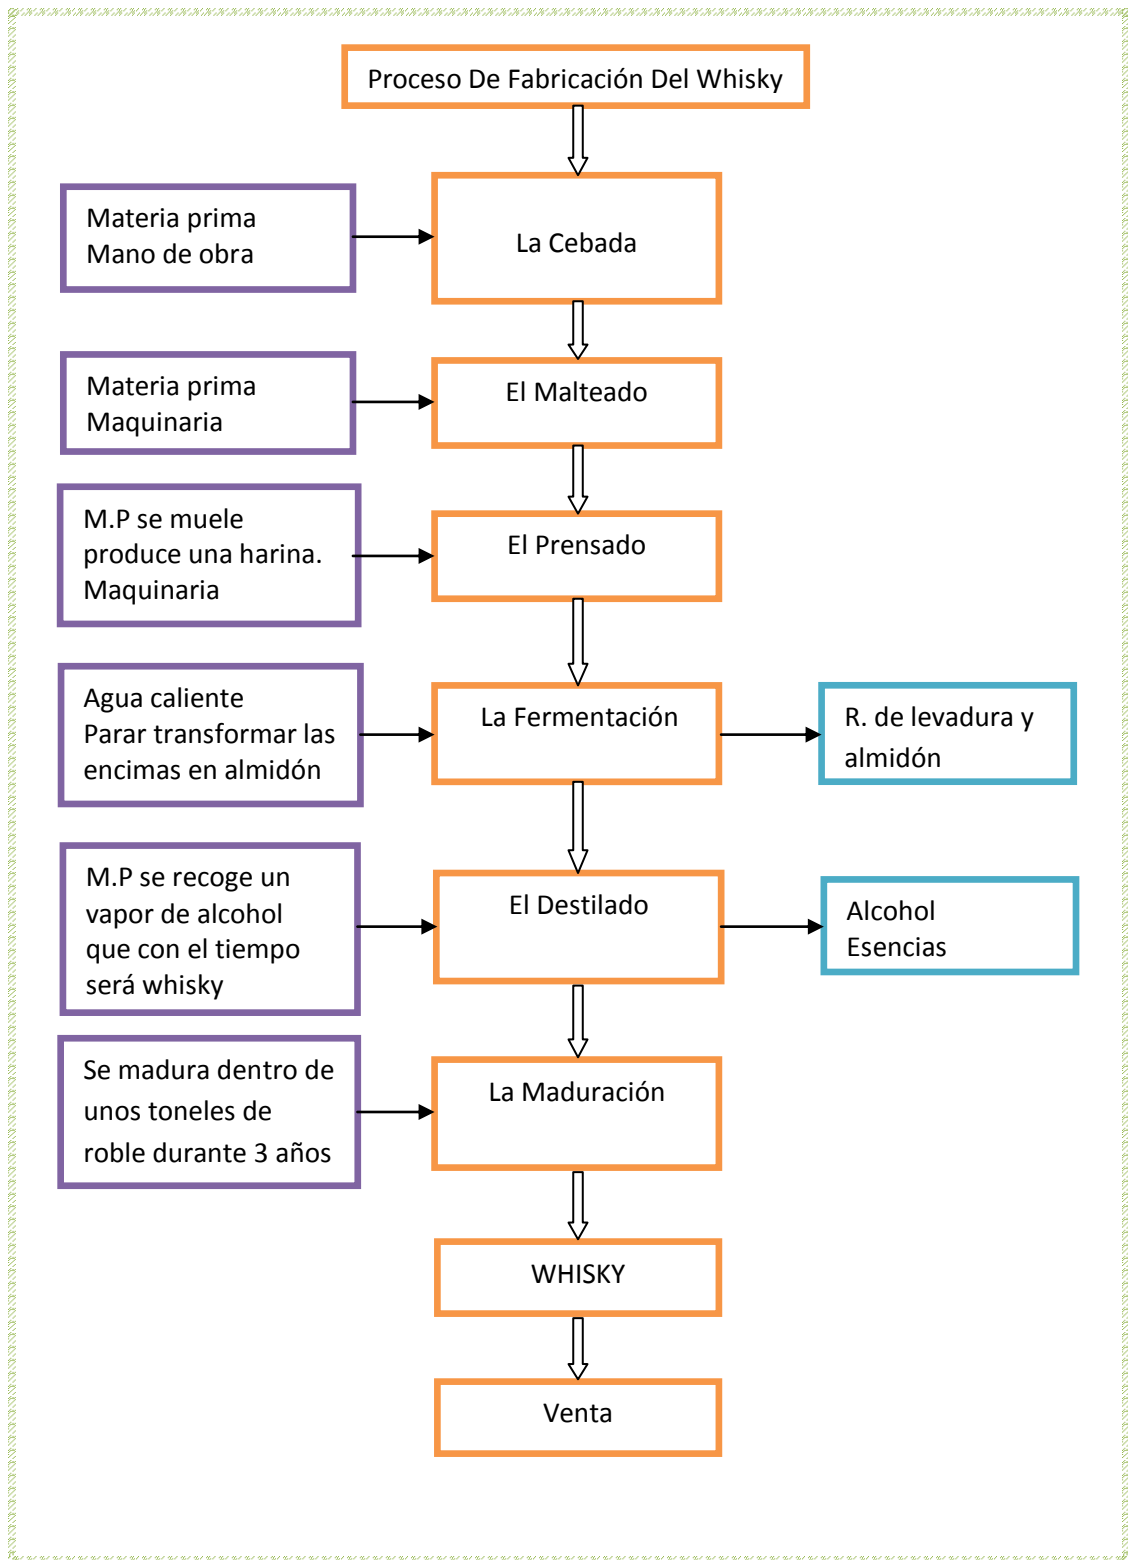 Proceso De Fabricación Del Whisky
Materia prima
Mano de obra
La Cebada
Materia prima
Maquinaria
El Malteado
M.P se muele
produce una harina.
Maquinaria
El Prensado
Agua caliente
Parar transformar las
encimas en almidón
La Fermentación
R. de levadura y
almidón
M.P se recoge un
vapor de alcohol
que con el tiempo
será whisky
El Destilado
Alcohol
Esencias
Se madura dentro de
unos toneles de
roble durante 3 años
La Maduración
WHISKY
Venta